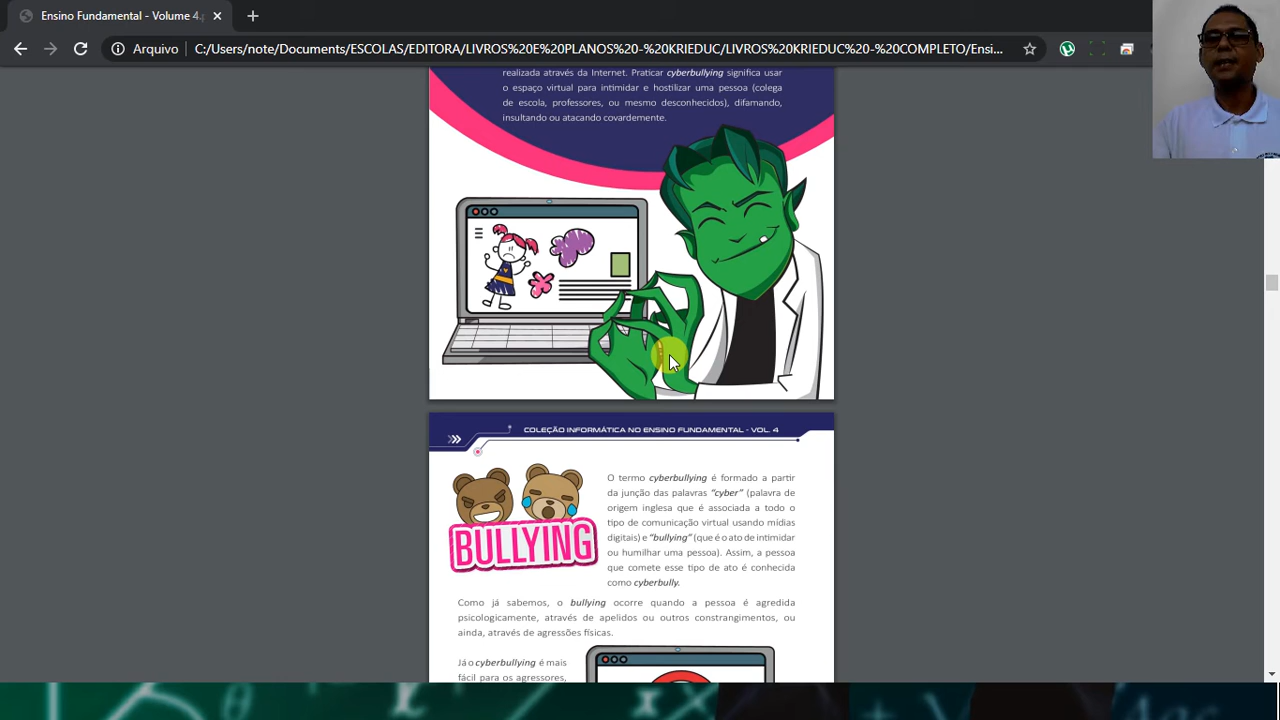 Ensino Fundamental - Volume 4.
Arquivo C:/Users/note/Documents/ESCOLAS/EDITORA/LIVROS%20E%20PLANOS%20-%20KRIEDUC/LIVROS%20KRIEDUC%20-%20COMPLETO/Ensi...
realizada através da Internet. Praticar cyberbullying significa usar
o espaço virtual para intimidar e hostilizar uma pessoa (colega
de escola, professores, ou mesmo desconhecidos), difamando,
insultando ou atacando covardemente.
COLEÇÃO INFORMÁTICA NO ENSINO FUNDAMENTAL - VOL. 4
BULLYING
O termo cyberbullying é formado a partir
da junção das palavras “cyber” (palavra de
origem inglesa que é associada a todo o
tipo de comunicação virtual usando mídias
digitais) e “bullying” (que é o ato de intimidar
ou humilhar uma pessoa). Assim, a pessoa
que comete esse tipo de ato é conhecida
como cyberbully.
Como já sabemos, o bullying ocorre quando a pessoa é agredida
psicologicamente, através de apelidos ou outros constrangimentos, ou
ainda, através de agressões físicas.
Já o cyberbullying é mais
fácil para os agressores,